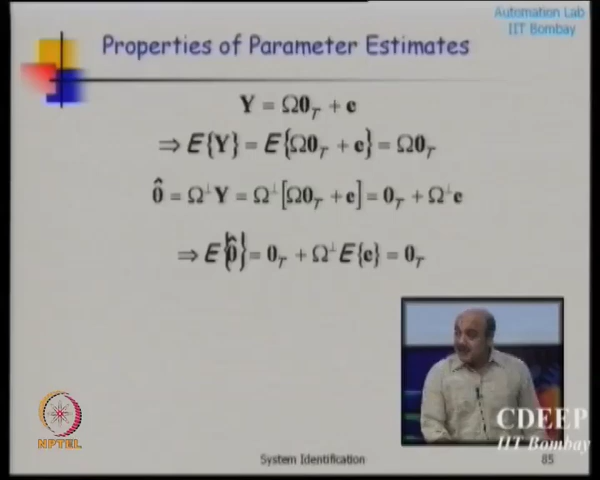 Automation Lab
IIT Bombay
Properties of Parameter Estimates
Y = Ωθ_T + e
⇒ E{Y} = E{Ωθ_T + e} = Ωθ_T
θ̂ = Ω^⊥ Y = Ω^⊥ [Ωθ_T + e] = θ_T + Ω^⊥ e
⇒ E{θ̂} = θ_T + Ω^⊥ E{e} = θ_T
NPTEL
CDEEP
IIT Bombay
System Identification
85